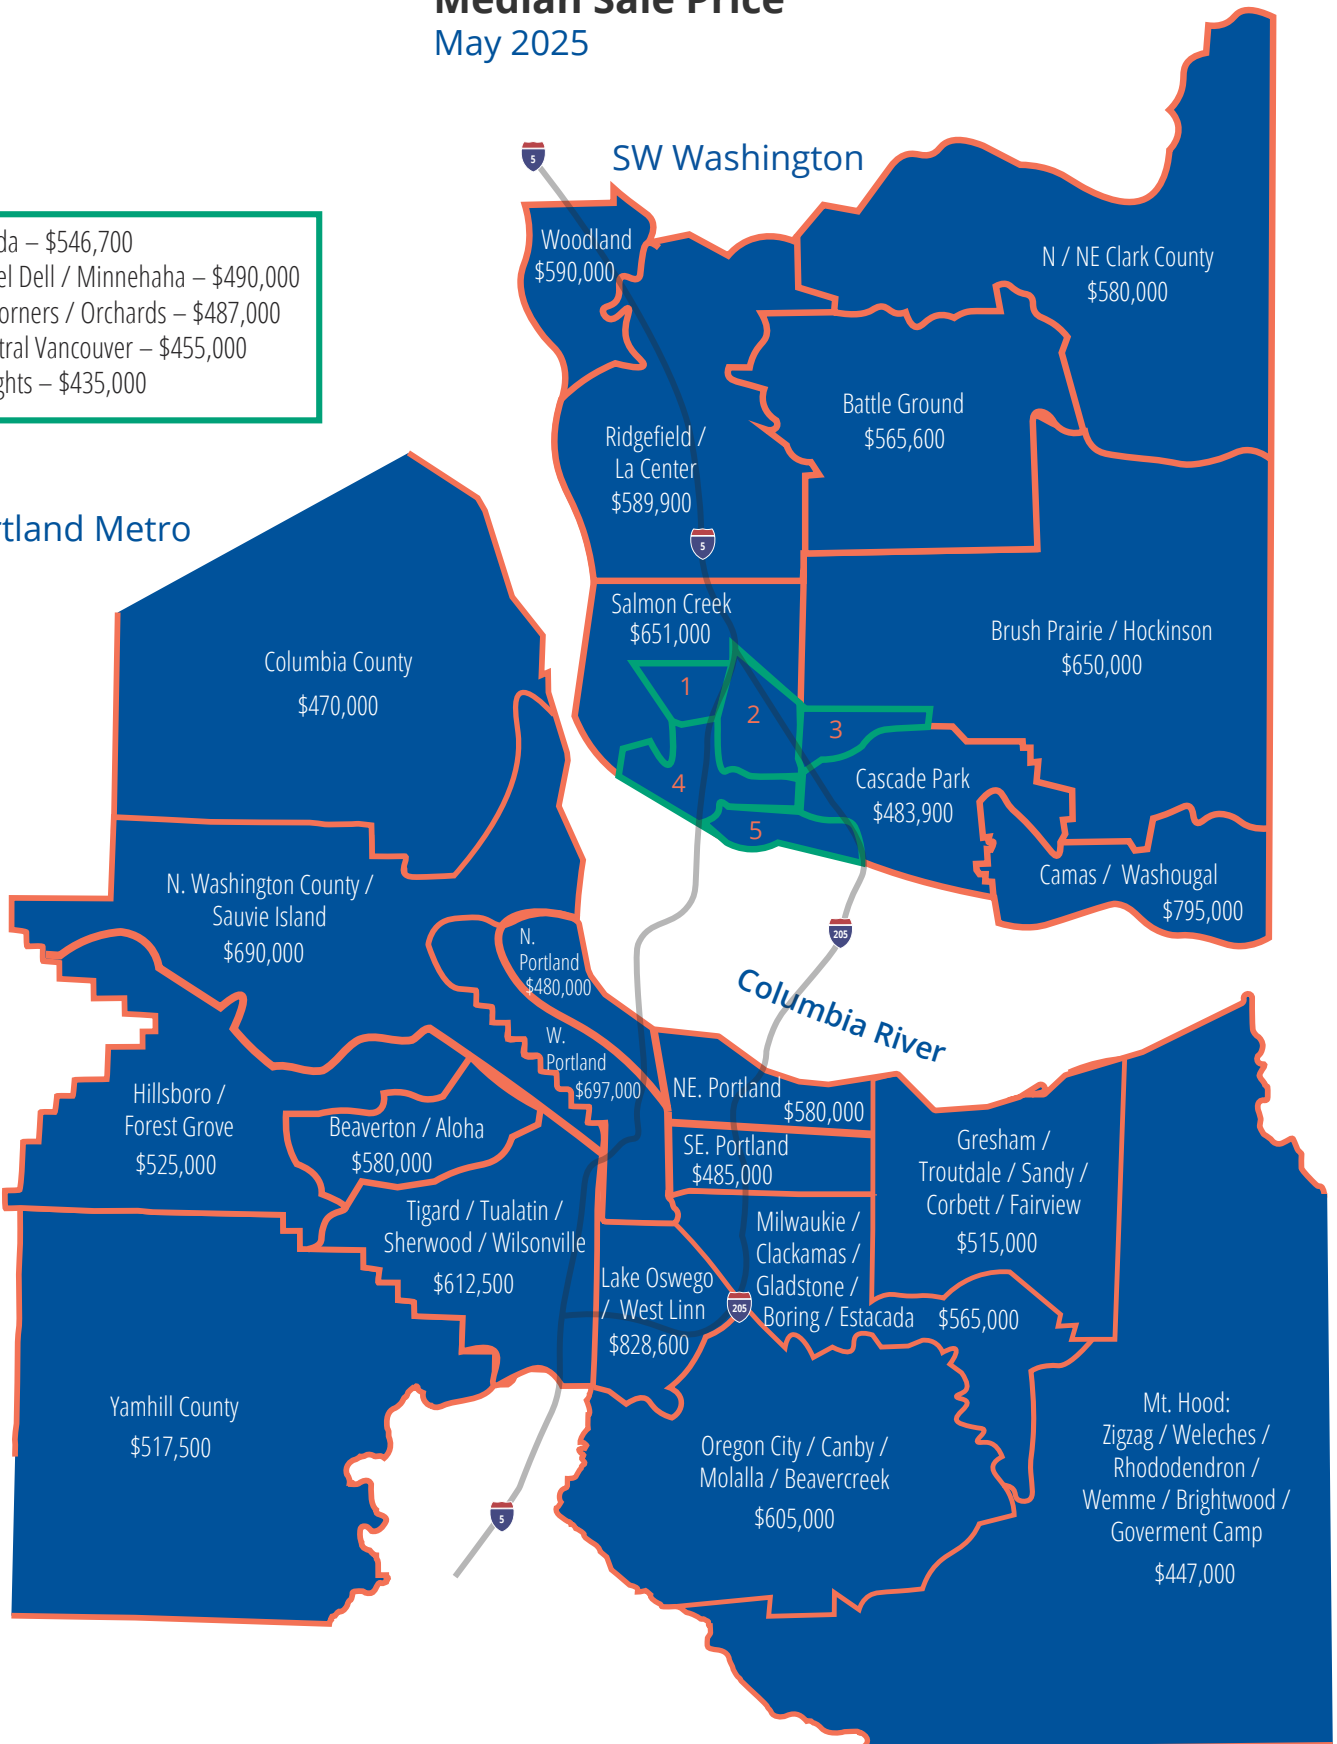 Median Sale Price
May 2025
SW Washington
da – $546,700
el Dell / Minnehaha – $490,000
orners / Orchards – $487,000
tral Vancouver – $455,000
ghts – $435,000
Woodland
$590,000
N / NE Clark County
$580,000
Battle Ground
$565,600
Ridgefield /
La Center
$589,900
rtland Metro
5
5
Salmon Creek
$651,000
Brush Prairie / Hockinson
$650,000
Columbia County
$470,000
1
2
3
4
5
Cascade Park
$483,900
Camas / Washougal
$795,000
N. Washington County /
Sauvie Island
$690,000
N.
Portland
$480,000
205
Columbia River
W.
Portland
$697,000
NE. Portland
$580,000
SE. Portland
$485,000
Hillsboro /
Forest Grove
$525,000
Beaverton / Aloha
$580,000
Gresham /
Troutdale / Sandy /
Corbett / Fairview
$515,000
Tigard / Tualatin /
Sherwood / Wilsonville
$612,500
Milwaukie /
Clackamas /
Gladstone /
Boring / Estacada $565,000
Lake Oswego
/ West Linn
$828,600
205
Yamhill County
$517,500
Oregon City / Canby /
Molalla / Beavercreek
$605,000
Mt. Hood:
Zigzag / Weleches /
Rhododendron /
Wemme / Brightwood /
Goverment Camp
$447,000
5